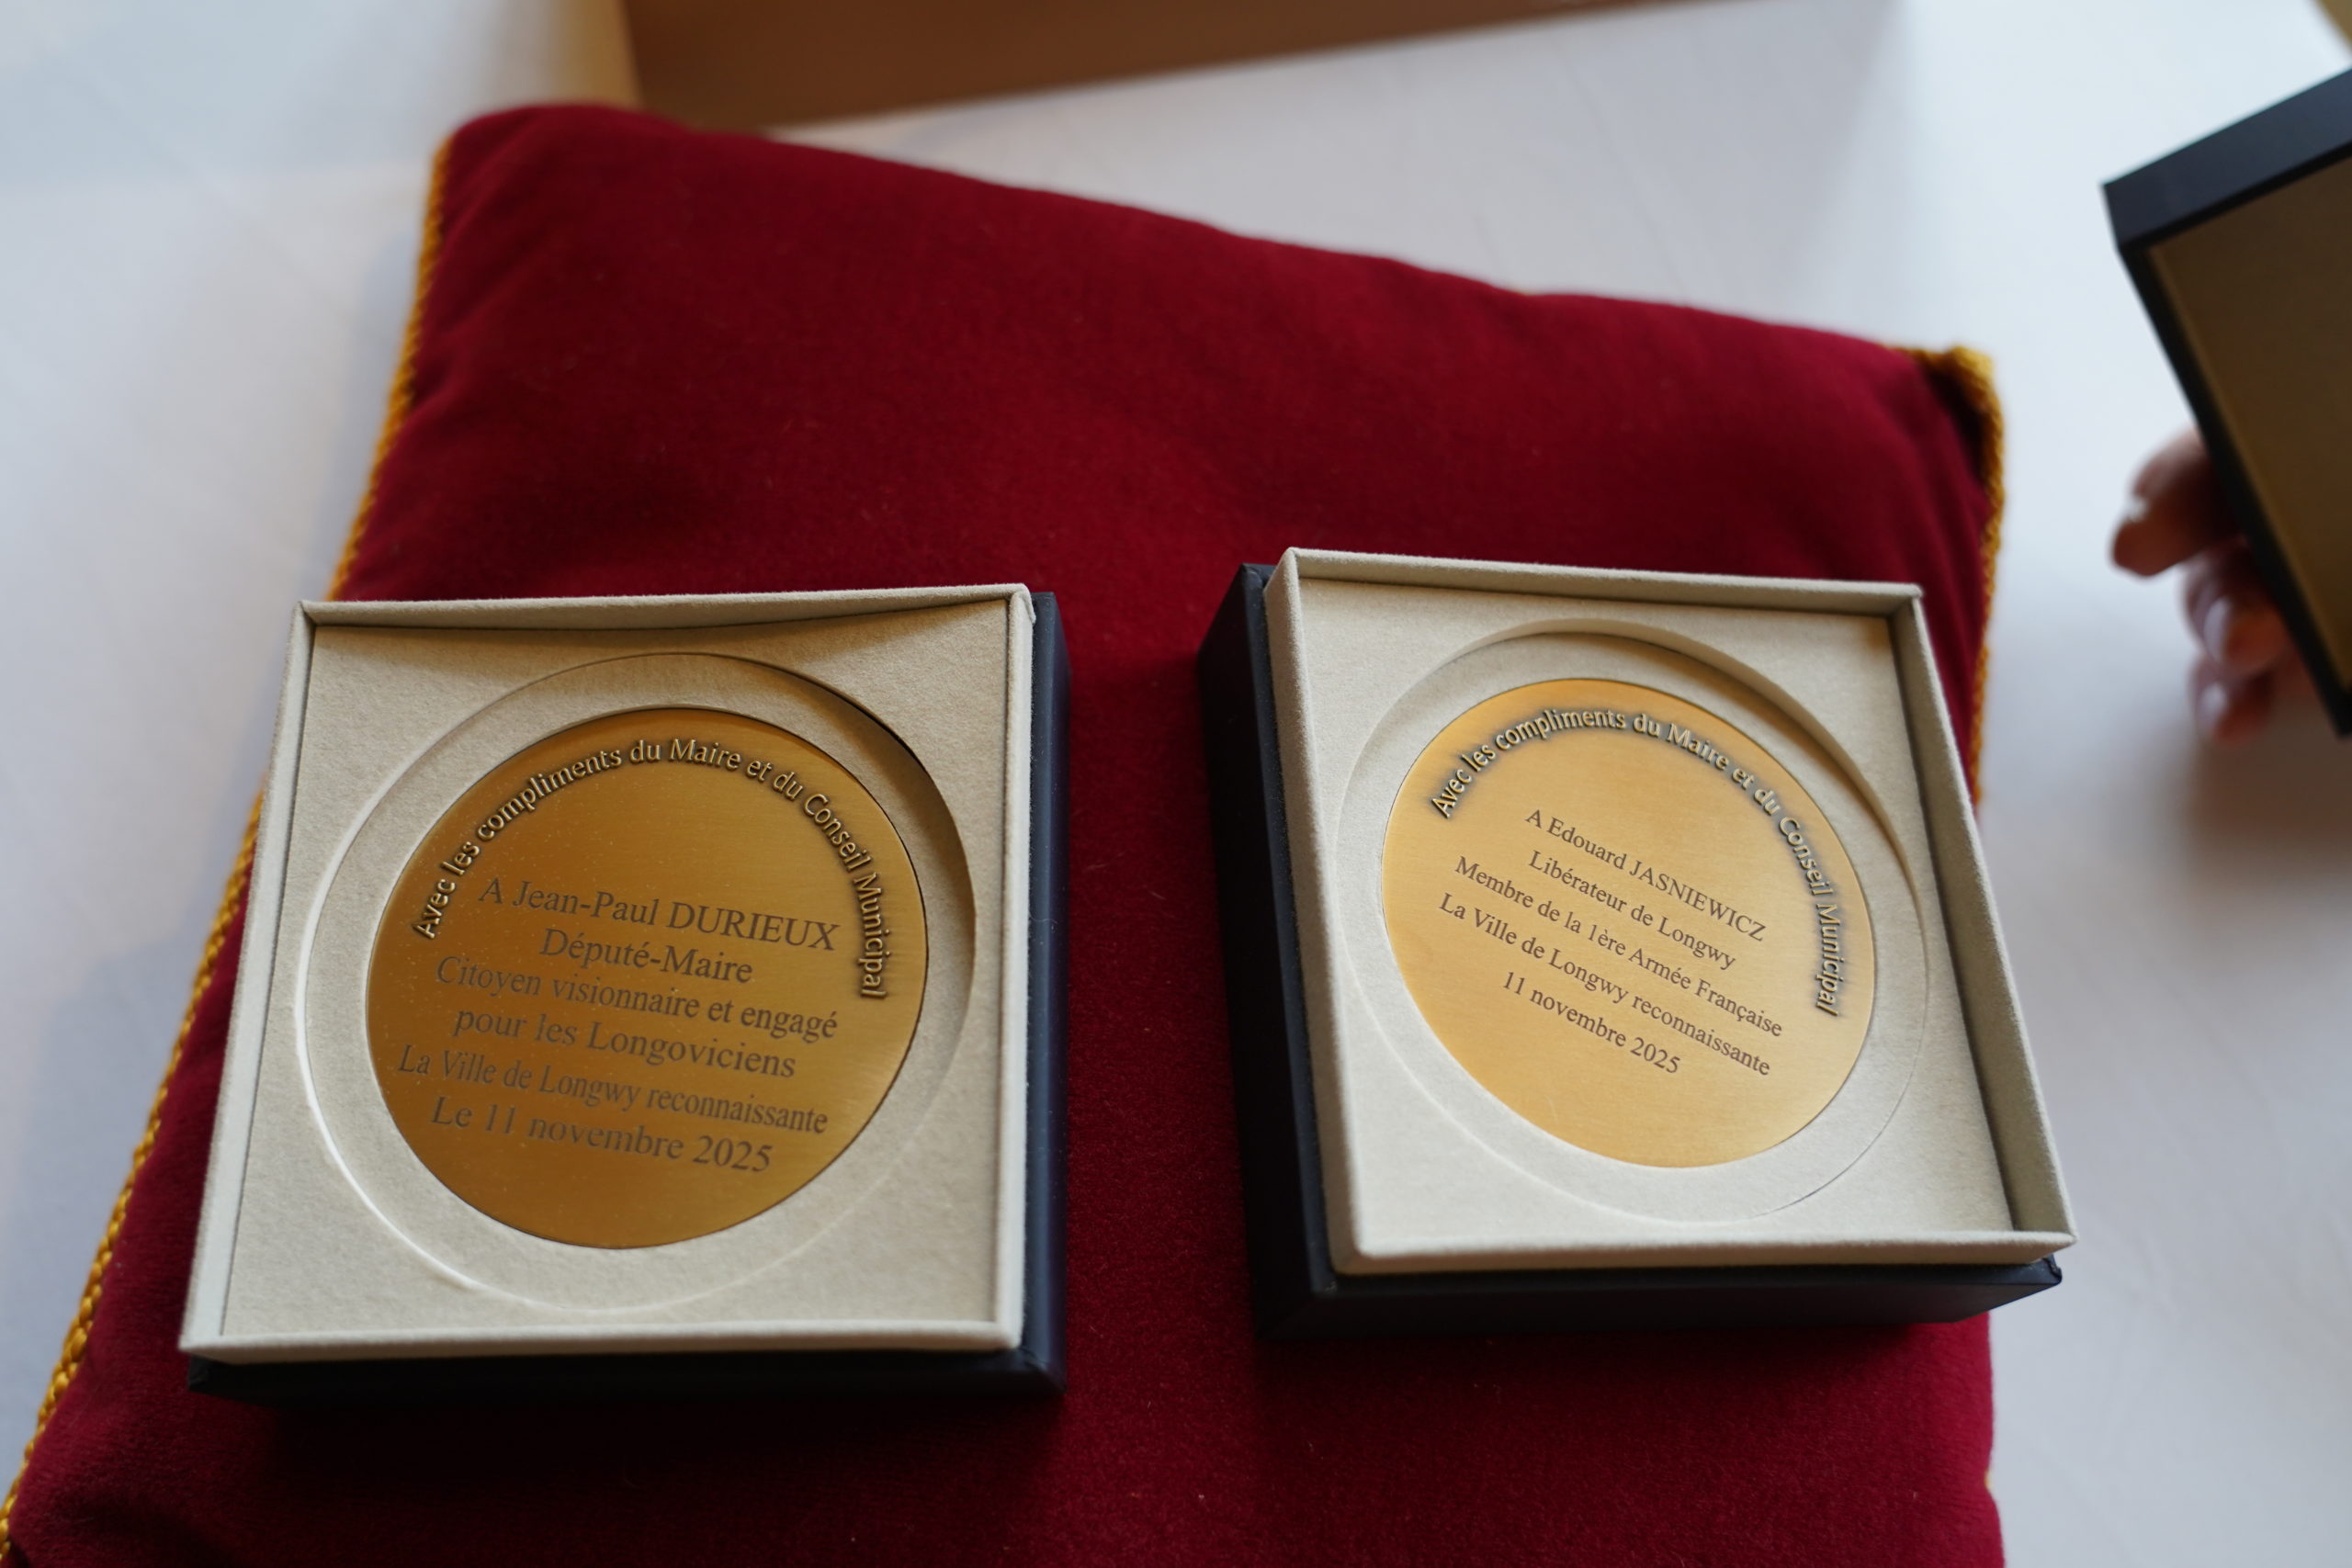 Avec les compliments du Maire et du Conseil Municipal
A Jean-Paul DURIEUX
Député-Maire
Citoyen visionnaire et engagé
pour les Longoviciens
La Ville de Longwy reconnaissante
Le 11 novembre 2025
Avec les compliments du Maire et du Conseil Municipal
A Edouard JASNIEWICZ
Libérateur de Longwy
Membre de la 1ère Armée Française
La Ville de Longwy reconnaissante
11 novembre 2025